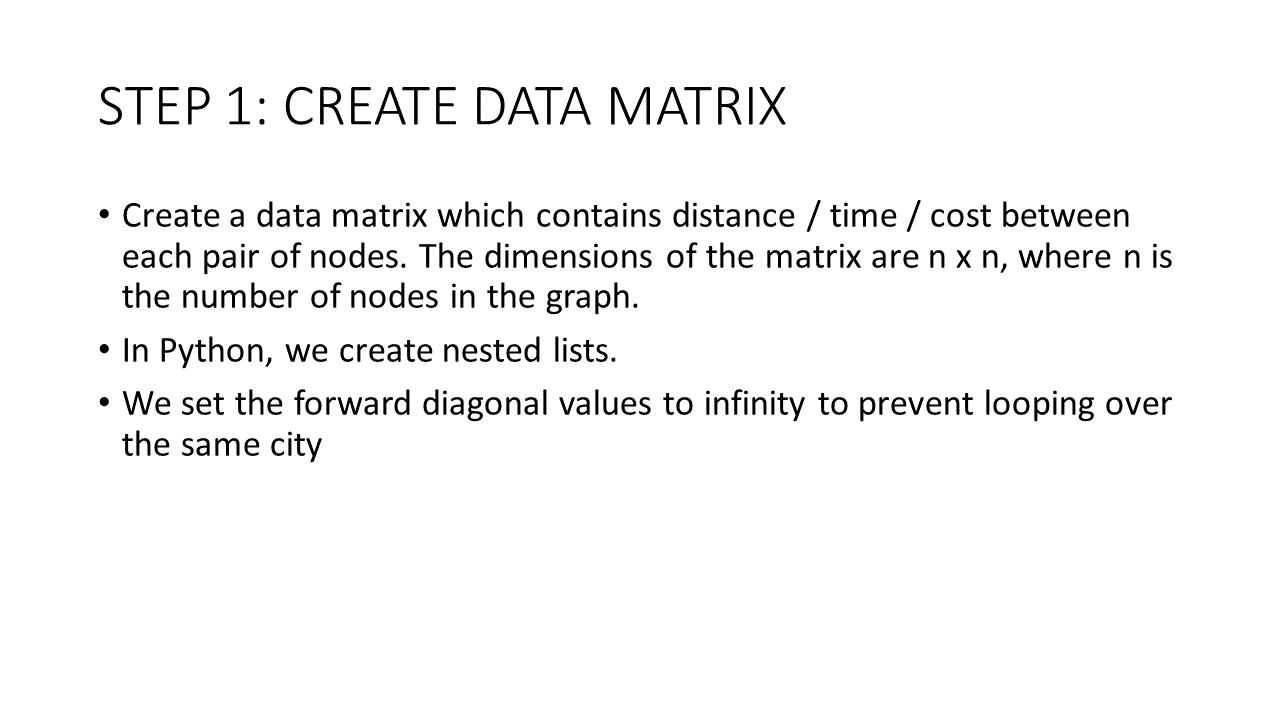 STEP 1: CREATE DATA MATRIX
• Create a data matrix which contains distance / time / cost between
each pair of nodes. The dimensions of the matrix are n x n, where n is
the number of nodes in the graph.
• In Python, we create nested lists.
• We set the forward diagonal values to infinity to prevent looping over
the same city